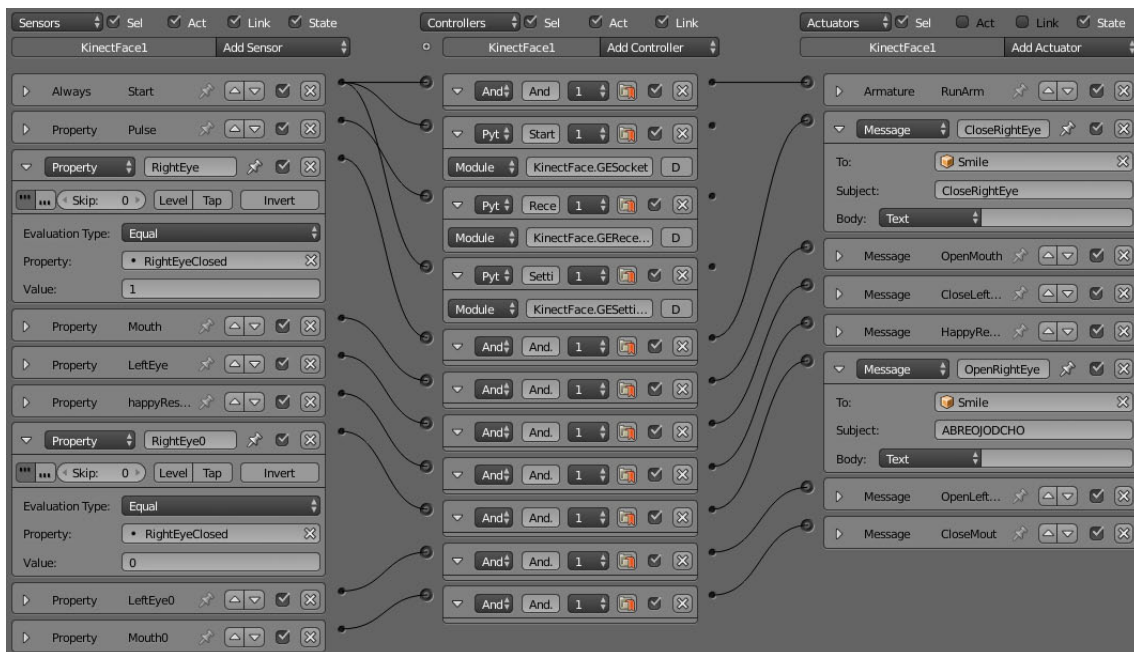 Sensors Sel Act Link State
KinectFace1 Add Sensor
Always Start
Property Pulse
Property RightEye
Skip: 0 Level Tap Invert
Evaluation Type: Equal
Property: RightEyeClosed
Value: 1
Property Mouth
Property LeftEye
Property happyRes...
Property RightEye0
Skip: 0 Level Tap Invert
Evaluation Type: Equal
Property: RightEyeClosed
Value: 0
Property LeftEye0
Property Mouth0
Controllers Sel Act Link
KinectFace1 Add Controller
And And 1
Pyt Start 1
Module KinectFace.GESocket D
Pyt Rece 1
Module KinectFace.GERece... D
Pyt Setti 1
Module KinectFace.GESetti... D
And And. 1
And And. 1
And And. 1
And And. 1
And And. 1
And And. 1
And And. 1
Actuators Sel Act Link State
KinectFace1 Add Actuator
Armature RunArm
Message CloseRightEye
To: Smile
Subject: CloseRightEye
Body: Text
Message OpenMouth
Message CloseLeft...
Message HappyRe...
Message OpenRightEye
To: Smile
Subject: ABREOJODCHO
Body: Text
Message OpenLeft...
Message CloseMout